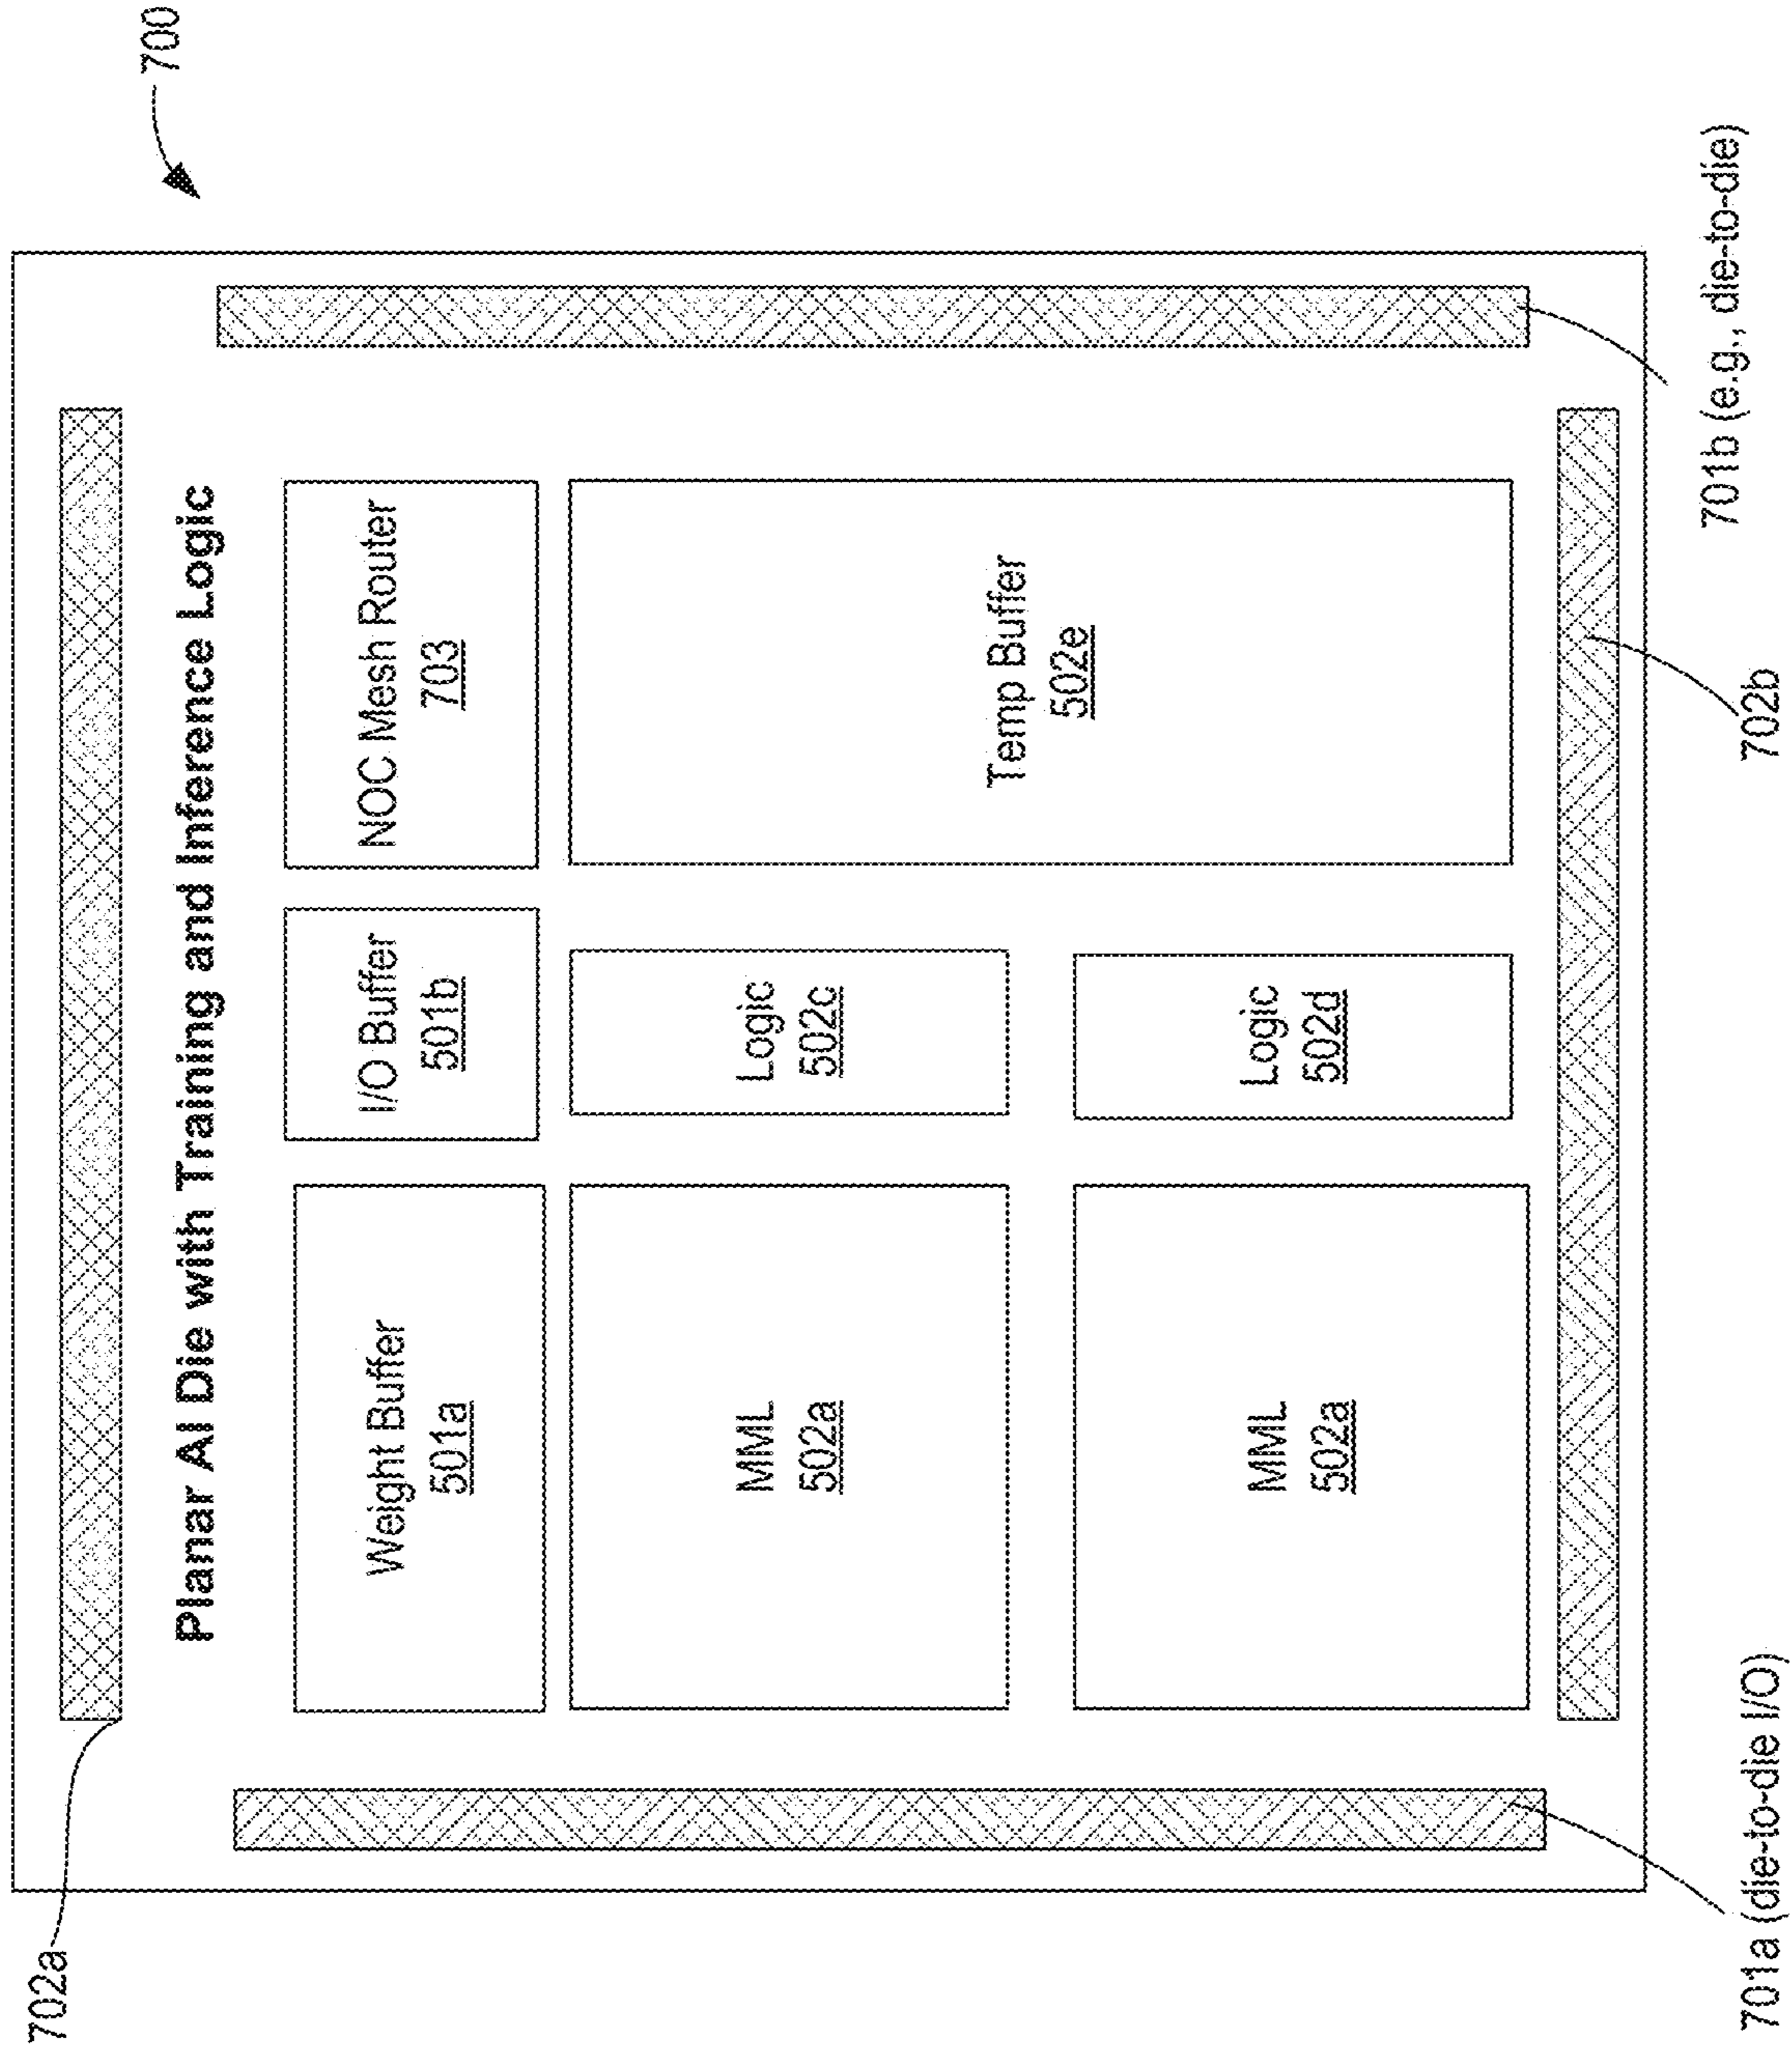 702a
700
Planar AI Die with Training and Inference Logic
Weight Buffer
501a
I/O Buffer
501b
NOC Mesh Router
703
MML
502a
Logic
502c
Temp Buffer
502e
MML
502a
Logic
502d
701a (die-to-die I/O)
702b
701b (e.g., die-to-die)